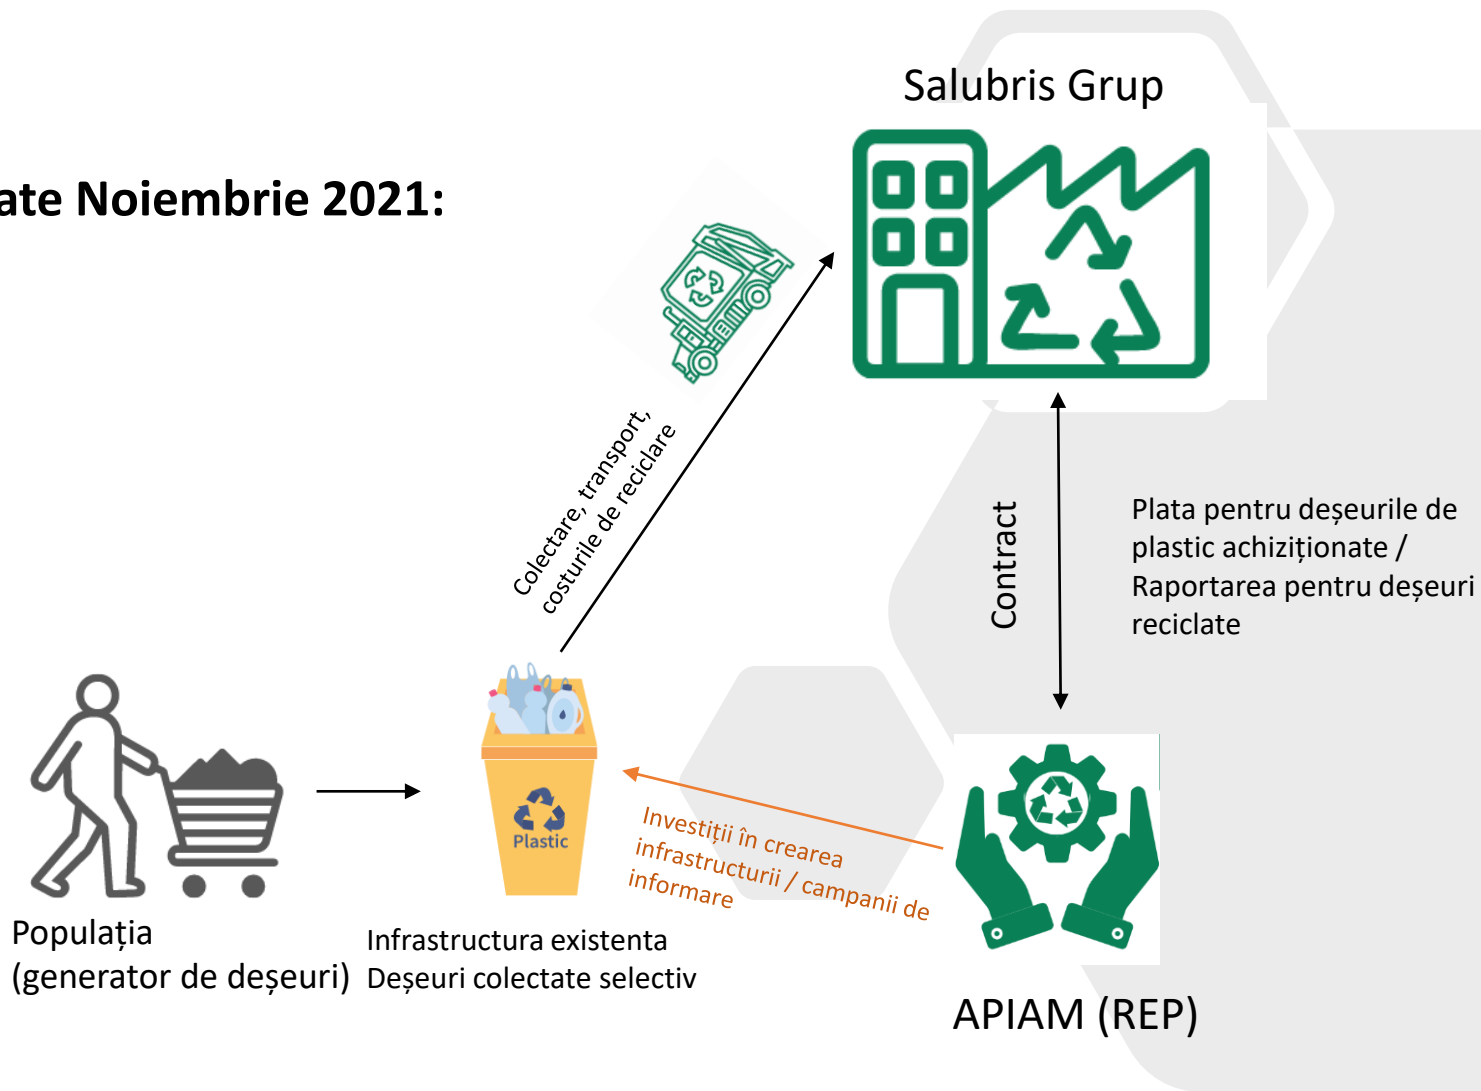 Salubris Grup
ate Noiembrie 2021:
Colectare, transport,
costurile de reciclare
Contract
Plata pentru deșeurile de
plastic achiziționate /
Raportarea pentru deșeuri
reciclate
Plastic
Investiții în crearea
infrastructurii / campanii de
informare
Populația
(generator de deșeuri)
Infrastructura existenta
Deșeuri colectate selectiv
APIAM (REP)